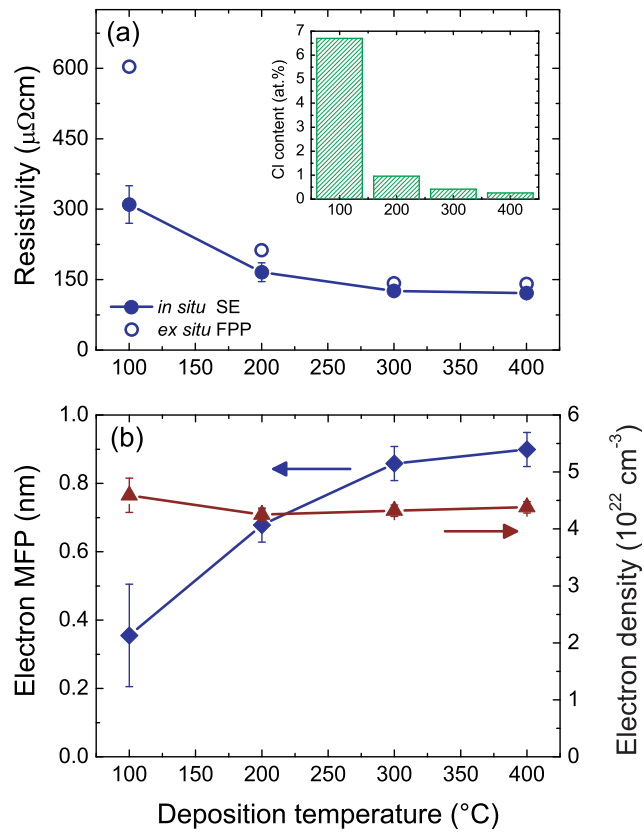 (a)
Resistivity (μΩcm)
600
450
300
150
0
100 150 200 250 300 350 400
in situ SE
ex situ FPP
Cl content (at.%)
7
6
5
4
3
2
1
0
100 200 300 400
(b)
Electron MFP (nm)
1.0
0.8
0.6
0.4
0.2
0.0
Electron density (10²² cm⁻³)
6
5
4
3
2
1
0
100 150 200 250 300 350 400
Deposition temperature (°C)